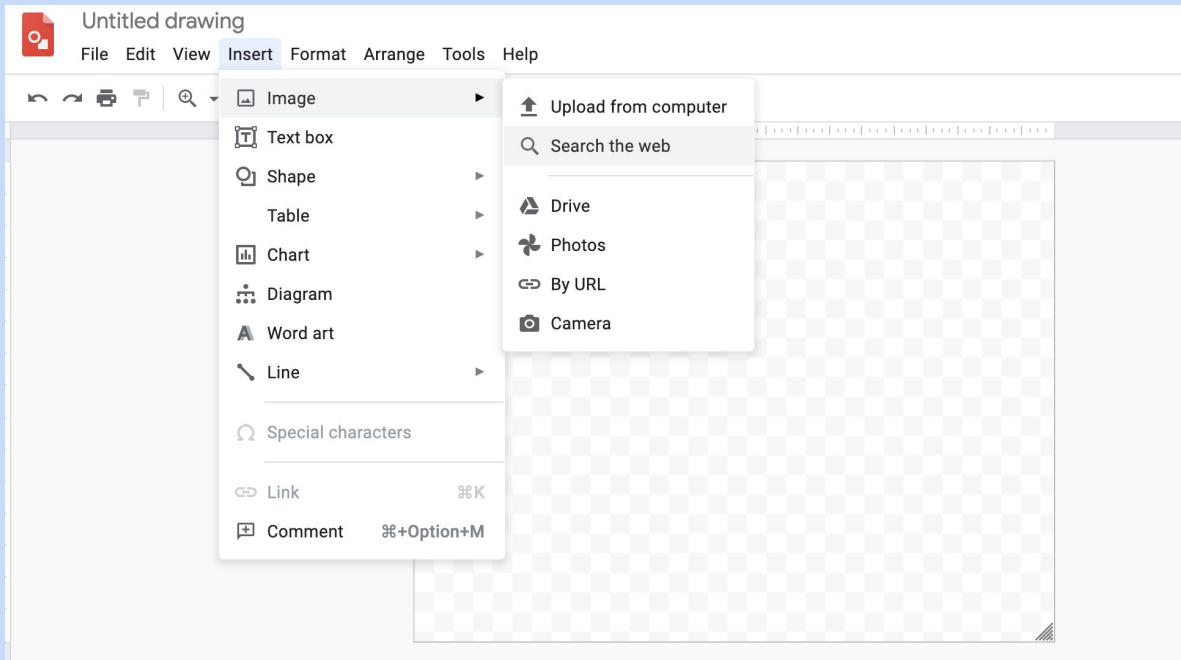 Untitled drawing
File Edit View Insert Format Arrange Tools Help
Image
Text box
Shape
Table
Chart
Diagram
Word art
Line
Special characters
Link ⌘K
Comment ⌘+Option+M
Upload from computer
Search the web
Drive
Photos
By URL
Camera